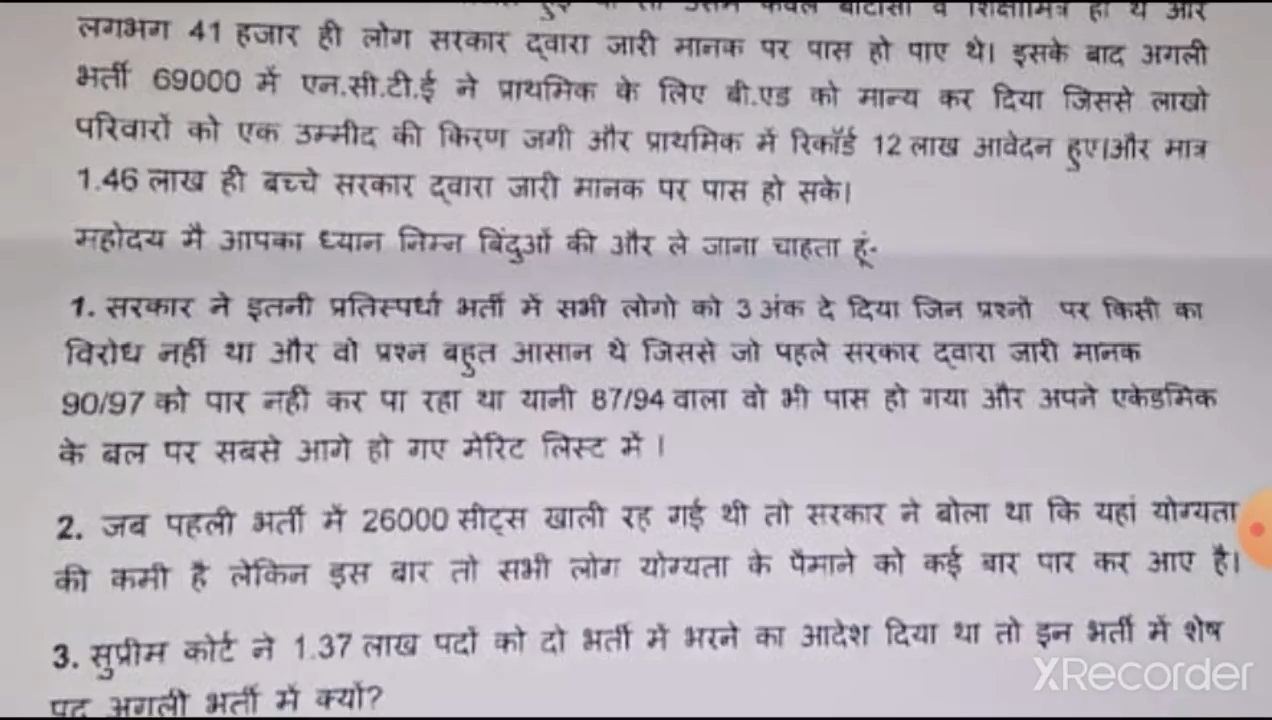 केवल बीटीसी व शिक्षामित्र ही थे और
लगभग 41 हजार ही लोग सरकार द्वारा जारी मानक पर पास हो पाए थे। इसके बाद अगली
भर्ती 69000 में एन.सी.टी.ई ने प्राथमिक के लिए बी.एड को मान्य कर दिया जिससे लाखो
परिवारों को एक उम्मीद की किरण जगी और प्राथमिक में रिकॉर्ड 12 लाख आवेदन हुए।और मात्र
1.46 लाख ही बच्चे सरकार द्वारा जारी मानक पर पास हो सके।
महोदय मै आपका ध्यान निम्न बिंदुओं की और ले जाना चाहता हूं-
1. सरकार ने इतनी प्रतिस्पर्धा भर्ती में सभी लोगो को 3 अंक दे दिया जिन प्रश्नों पर किसी का
विरोध नहीं था और वो प्रश्न बहुत आसान थे जिससे जो पहले सरकार द्वारा जारी मानक
90/97 को पार नही कर पा रहा था यानी 87/94 वाला वो भी पास हो गया और अपने एकेडमिक
के बल पर सबसे आगे हो गए मेरिट लिस्ट में ।
2. जब पहली भर्ती में 26000 सीट्स खाली रह गई थी तो सरकार ने बोला था कि यहां योग्यता
की कमी है लेकिन इस बार तो सभी लोग योग्यता के पैमाने को कई बार पार कर आए है।
3. सुप्रीम कोर्ट ने 1.37 लाख पदों को दो भर्ती में भरने का आदेश दिया था तो इन भर्ती में शेष
पद अगली भर्ती में क्यों?
XRecorder